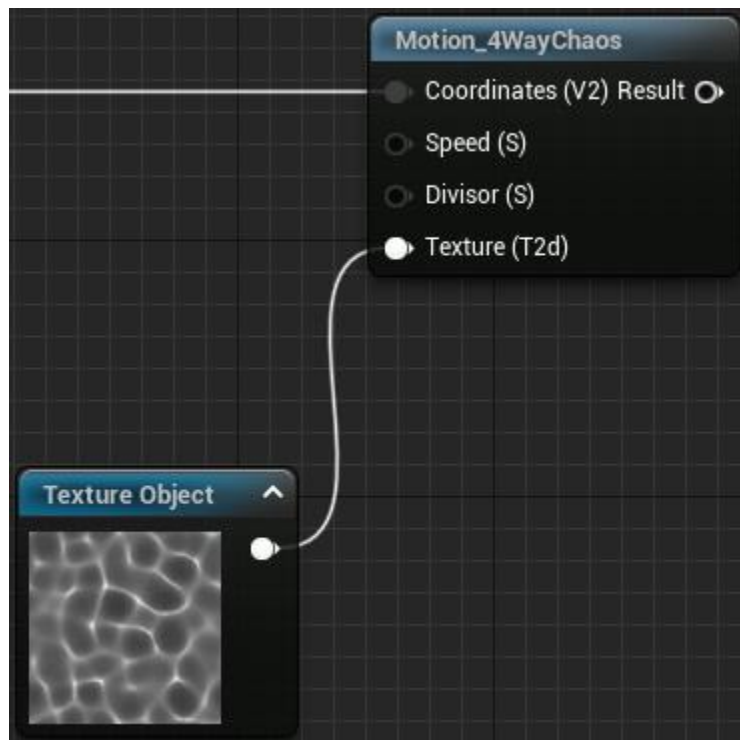 Motion_4WayChaos
Coordinates (V2) Result
Speed (S)
Divisor (S)
Texture (T2d)
Texture Object